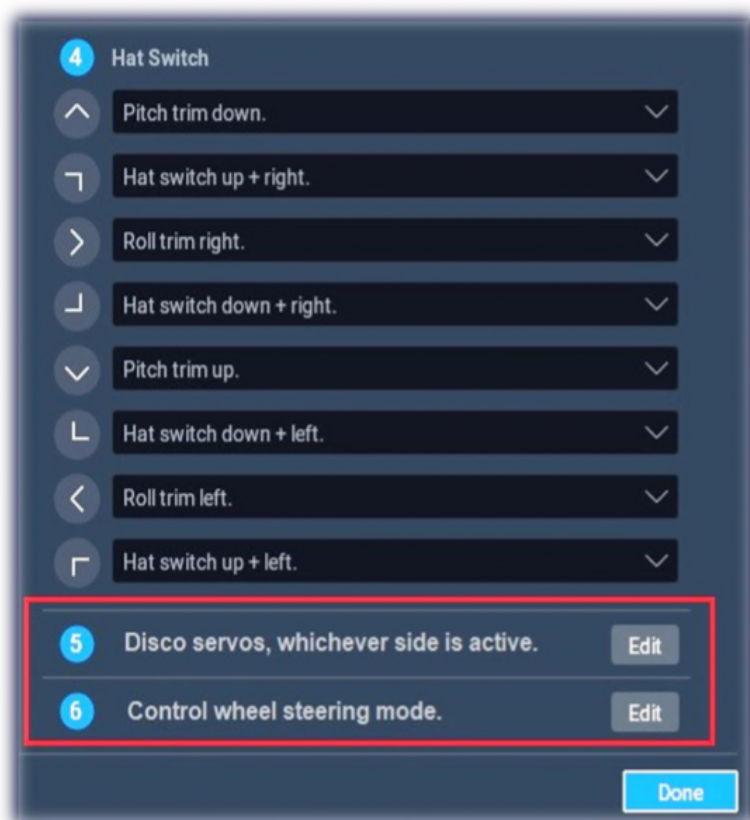 4 Hat Switch
Pitch trim down.
Hat switch up + right.
Roll trim right.
Hat switch down + right.
Pitch trim up.
Hat switch down + left.
Roll trim left.
Hat switch up + left.
5 Disco servos, whichever side is active. Edit
6 Control wheel steering mode. Edit
Done